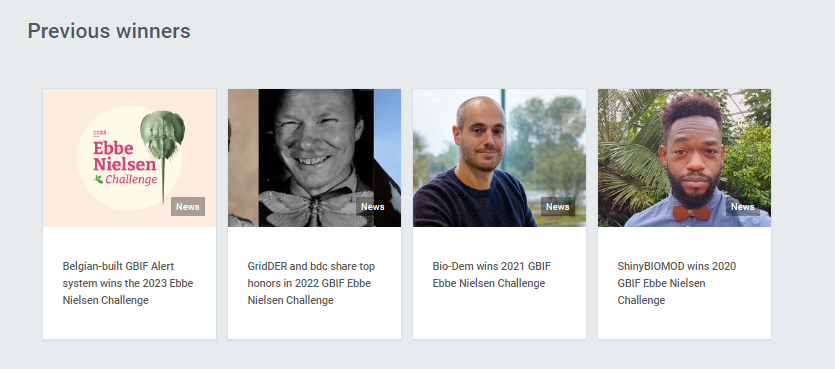 Previous winners
2023
Ebbe
Nielsen
Challenge
News
News
News
News
Belgian-built GBIF Alert
system wins the 2023 Ebbe
Nielsen Challenge
GridDER and bdc share top
honors in 2022 GBIF Ebbe
Nielsen Challenge
Bio-Dem wins 2021 GBIF
Ebbe Nielsen Challenge
ShinyBIOMOD wins 2020
GBIF Ebbe Nielsen
Challenge